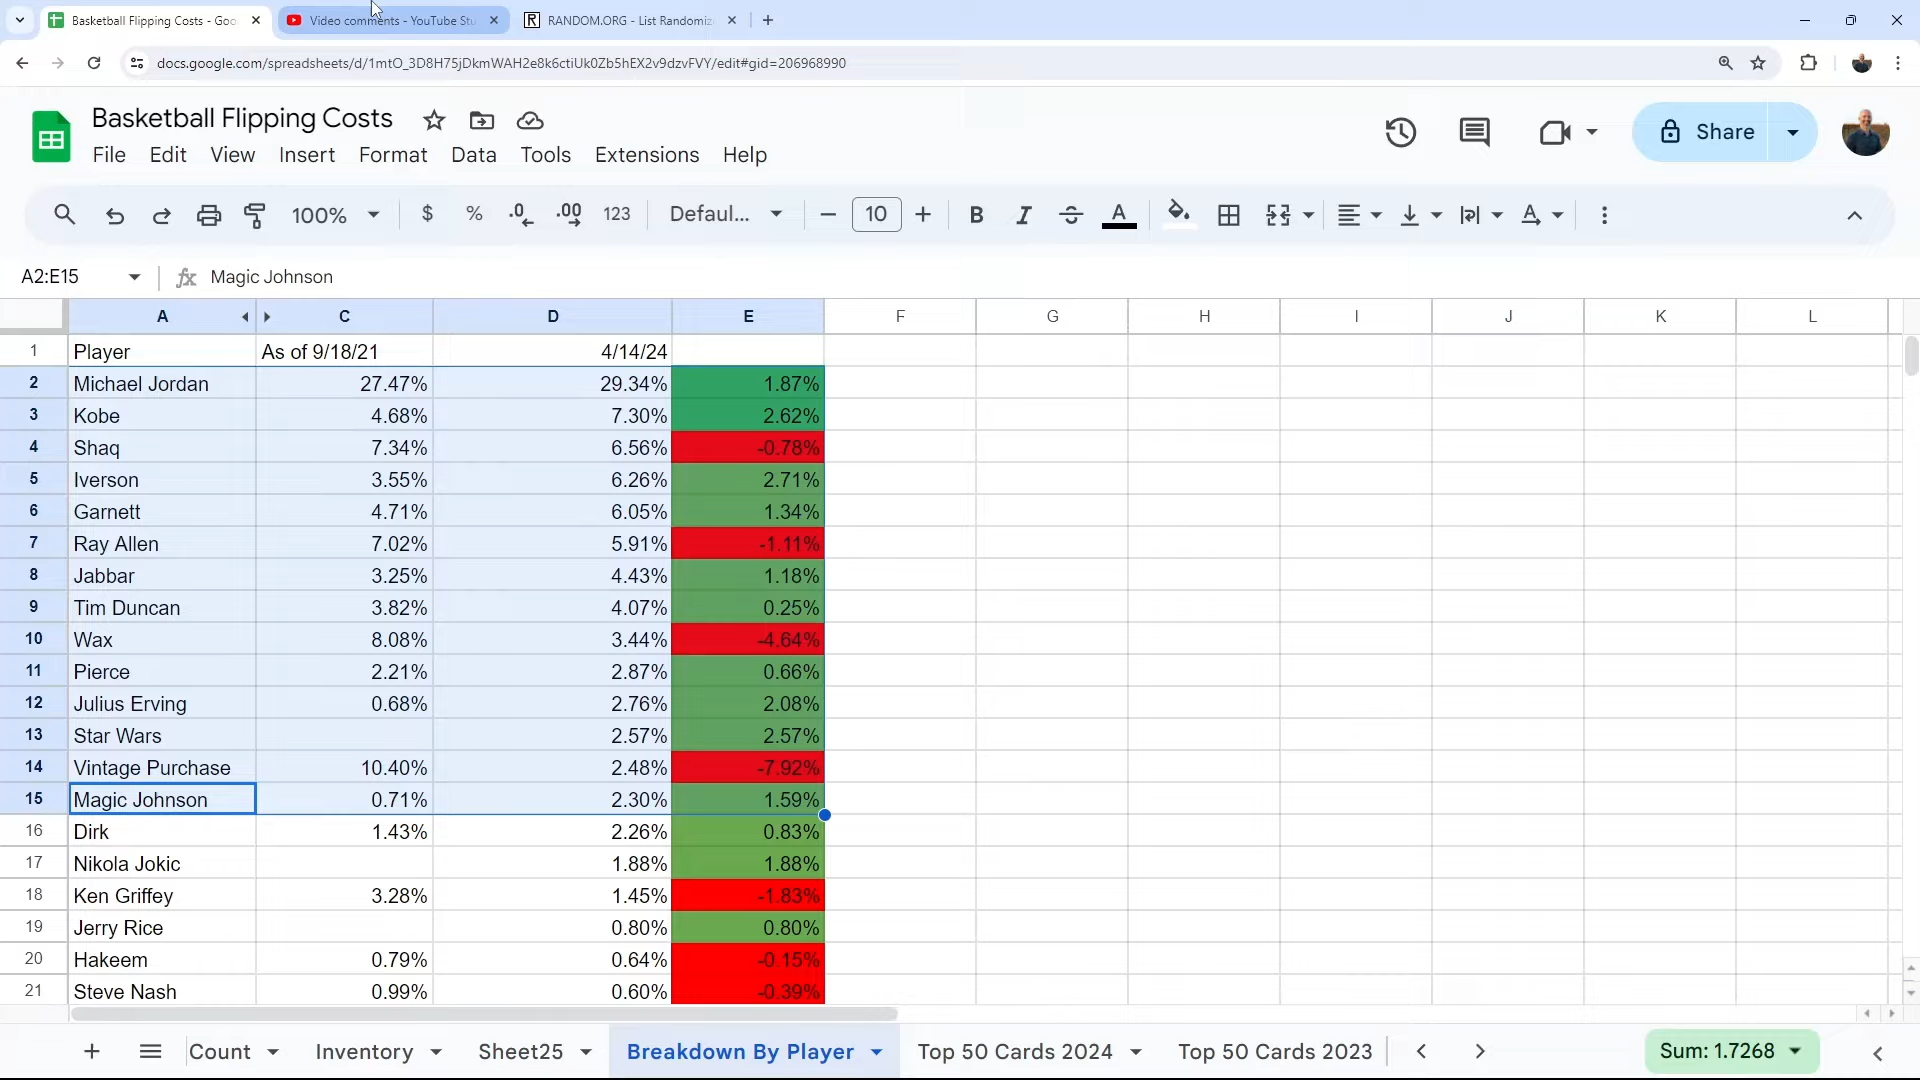 Basketball Flipping Costs - Goo
Video comments - YouTube Stu
RANDOM.ORG - List Randomiz
docs.google.com/spreadsheets/d/1mtO_3D8H75jDkmWAH2e8k6ctiUk0Zb5hEX2v9dzvFVY/edit#gid=206968990
Basketball Flipping Costs
File Edit View Insert Format Data Tools Extensions Help
Share
100% $ % .0 .00 123 Defaul... 10 B I S A A
A2:E15 fx Magic Johnson
A C D E F G H I J K L
1 Player As of 9/18/21 4/14/24
2 Michael Jordan 27.47% 29.34% 1.87%
3 Kobe 4.68% 7.30% 2.62%
4 Shaq 7.34% 6.56% -0.78%
5 Iverson 3.55% 6.26% 2.71%
6 Garnett 4.71% 6.05% 1.34%
7 Ray Allen 7.02% 5.91% -1.11%
8 Jabbar 3.25% 4.43% 1.18%
9 Tim Duncan 3.82% 4.07% 0.25%
10 Wax 8.08% 3.44% -4.64%
11 Pierce 2.21% 2.87% 0.66%
12 Julius Erving 0.68% 2.76% 2.08%
13 Star Wars 2.57% 2.57%
14 Vintage Purchase 10.40% 2.48% -7.92%
15 Magic Johnson 0.71% 2.30% 1.59%
16 Dirk 1.43% 2.26% 0.83%
17 Nikola Jokic 1.88% 1.88%
18 Ken Griffey 3.28% 1.45% -1.83%
19 Jerry Rice 0.80% 0.80%
20 Hakeem 0.79% 0.64% -0.15%
21 Steve Nash 0.99% 0.60% -0.39%
Count Inventory Sheet25 Breakdown By Player Top 50 Cards 2024 Top 50 Cards 2023 Sum: 1.7268